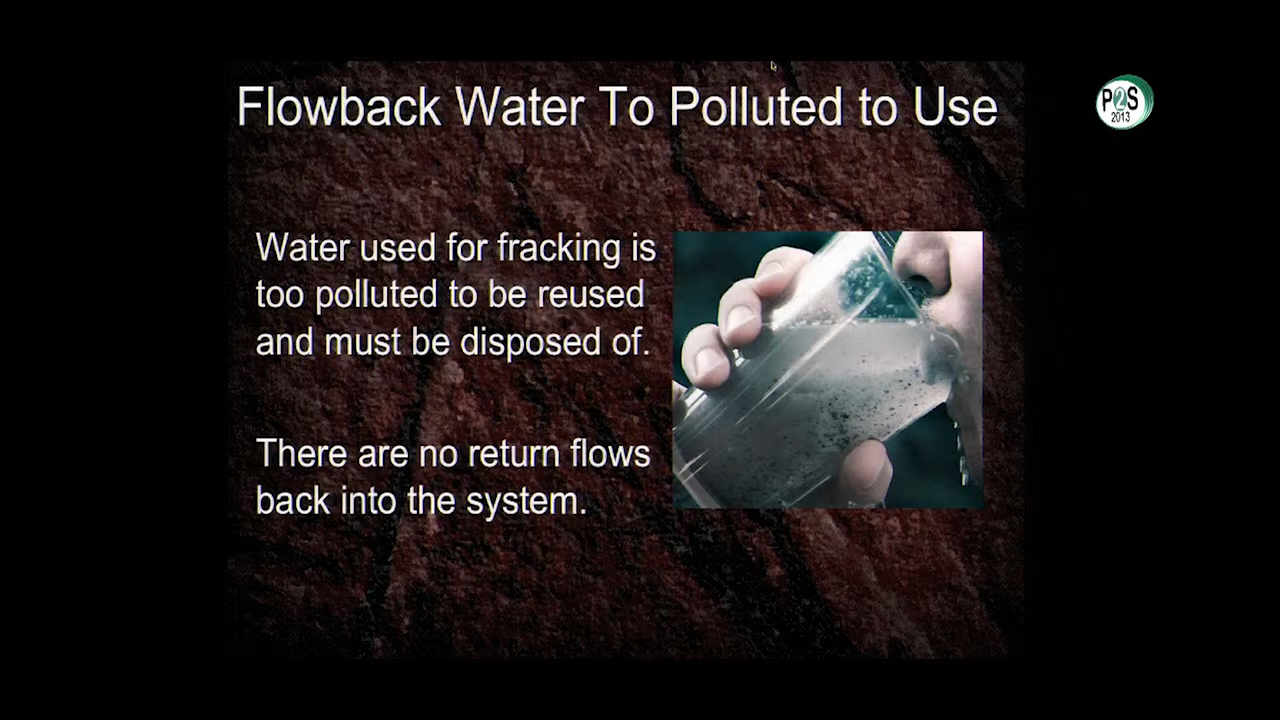 Flowback Water To Polluted to Use
P2S
2013
Water used for fracking is
too polluted to be reused
and must be disposed of.
There are no return flows
back into the system.